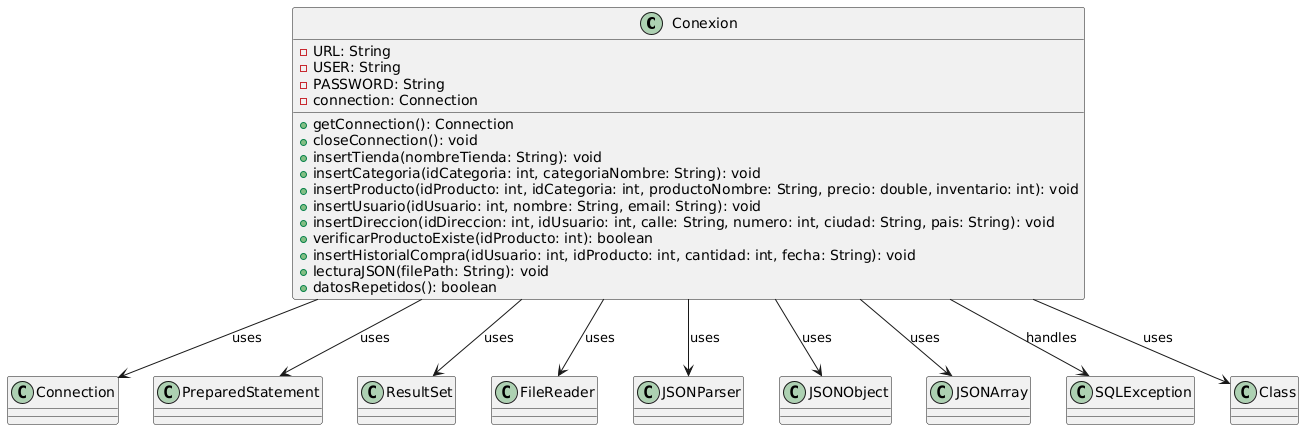 C Conexion
URL: String
USER: String
PASSWORD: String
connection: Connection
getConnection(): Connection
closeConnection(): void
insertTienda(nombreTienda: String): void
insertCategoria(idCategoria: int, categoriaNombre: String): void
insertProducto(idProducto: int, idCategoria: int, productoNombre: String, precio: double, inventario: int): void
insertUsuario(idUsuario: int, nombre: String, email: String): void
insertDireccion(idDireccion: int, idUsuario: int, calle: String, numero: int, ciudad: String, pais: String): void
verificarProductoExiste(idProducto: int): boolean
insertHistorialCompra(idUsuario: int, idProducto: int, cantidad: int, fecha: String): void
lecturaJSON(filePath: String): void
datosRepetidos(): boolean
uses uses uses uses uses uses uses handles uses
C Connection C PreparedStatement C ResultSet C FileReader C JSONParser C JSONObject C JSONArray C SQLException C Class